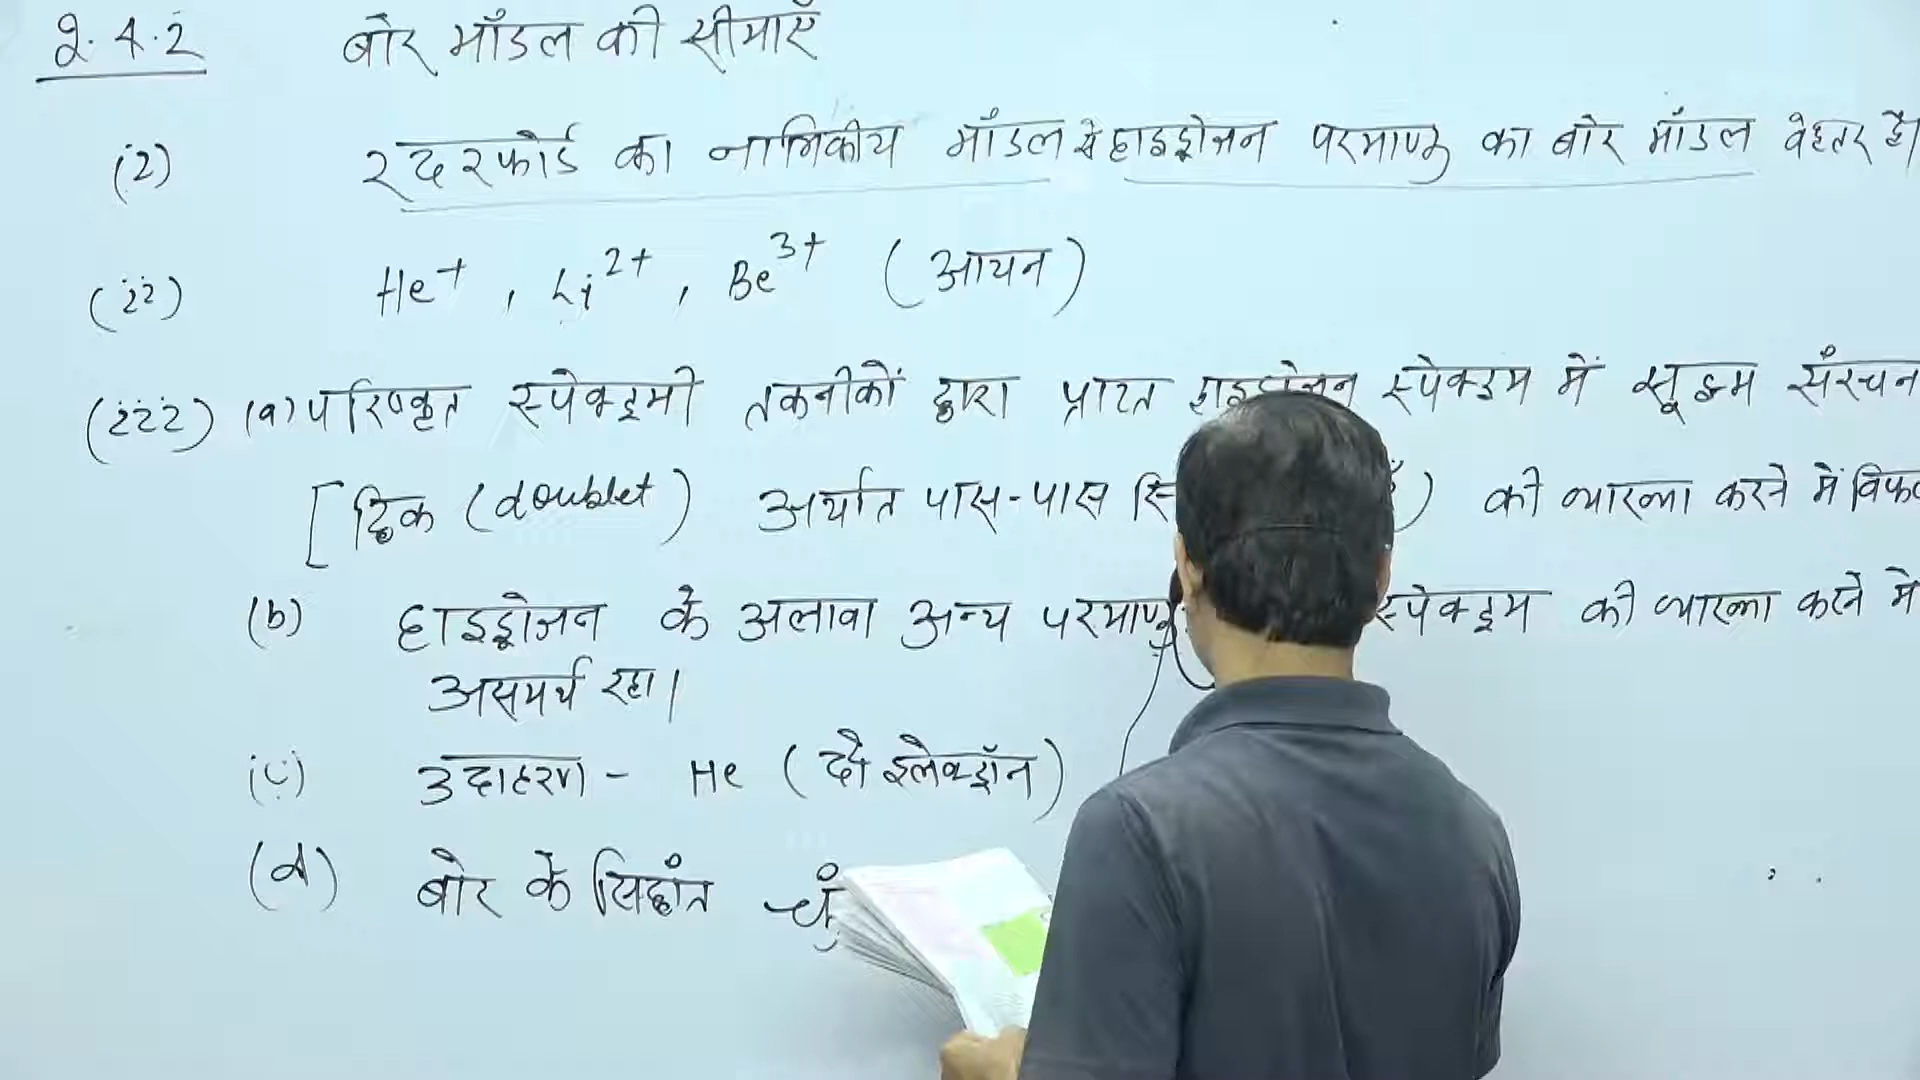 2.4.2 बोर मॉडल की सीमाएँ
(i) रदरफोर्ड का नाभिकीय मॉडल से हाइड्रोजन परमाणु का बोर मॉडल बेहतर है।
(ii) He⁺ , Li²⁺ , Be³⁺ (आयन)
(iii) (a) परिष्कृत स्पेक्ट्रमी तकनीकों द्वारा प्राप्त हाइड्रोजन स्पेक्ट्रम में सूक्ष्म संरचन
[द्विक (doublet) अर्थात पास-पास ) की व्याख्या करने में विफ
(b) हाइड्रोजन के अलावा अन्य परमाणु स्पेक्ट्रम की व्याख्या करने में
असमर्थ रहा।
(c) उदाहरण - He (दो इलेक्ट्रॉन)
(d) बोर के सिद्धांत